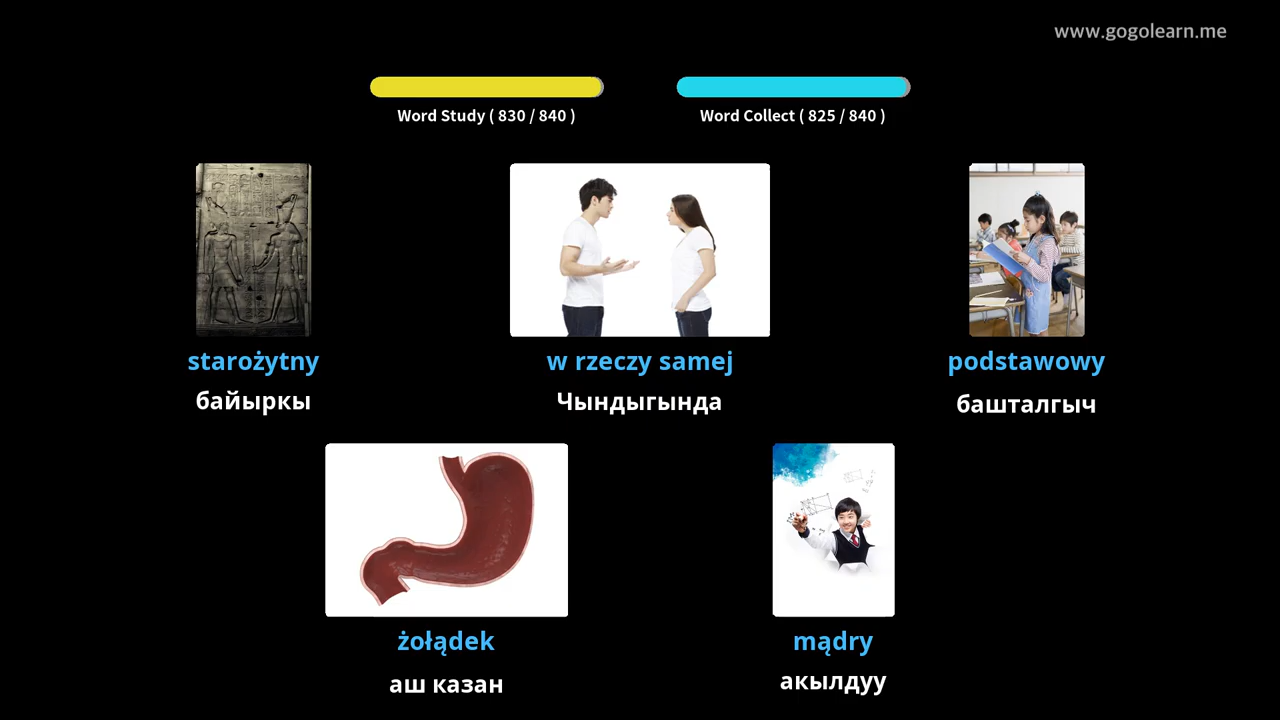 www.gogolearn.me
Word Study ( 830 / 840 )
Word Collect ( 825 / 840 )
starożytny
байыркы
w rzeczy samej
Чындыгында
podstawowy
башталгыч
żołądek
аш казан
mądry
акылдуу